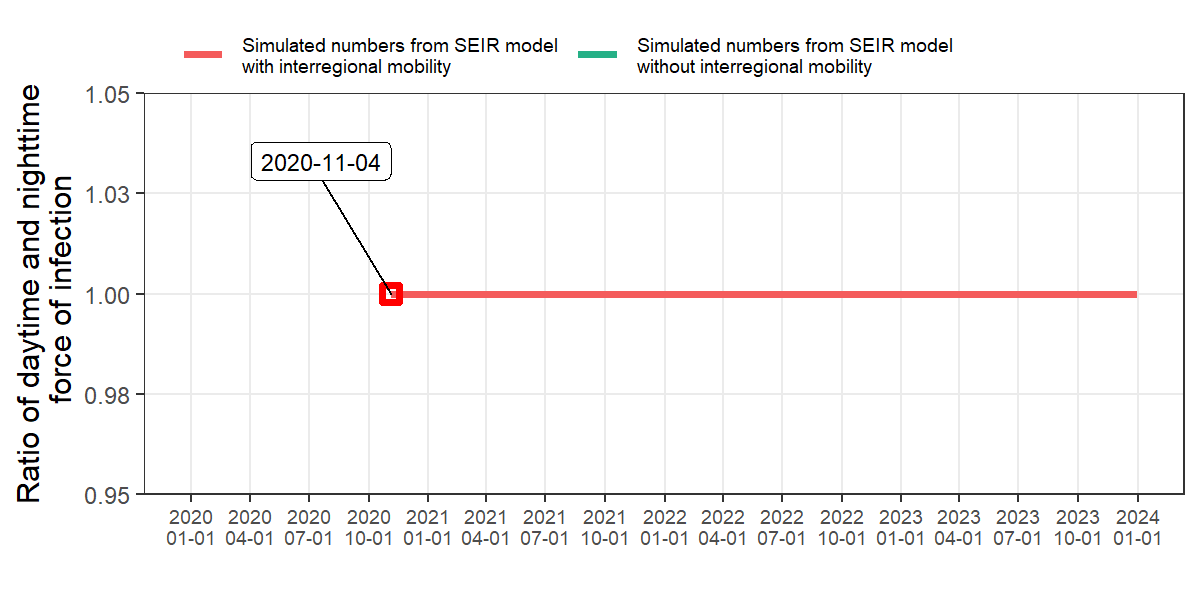 Simulated numbers from SEIR model
with interregional mobility
Simulated numbers from SEIR model
without interregional mobility
Ratio of daytime and nighttime
force of infection
1.05
1.03
1.00
0.98
0.95
2020-11-04
2020 2020 2020 2020 2021 2021 2021 2021 2022 2022 2022 2022 2023 2023 2023 2023 2024
01-01 04-01 07-01 10-01 01-01 04-01 07-01 10-01 01-01 04-01 07-01 10-01 01-01 04-01 07-01 10-01 01-01